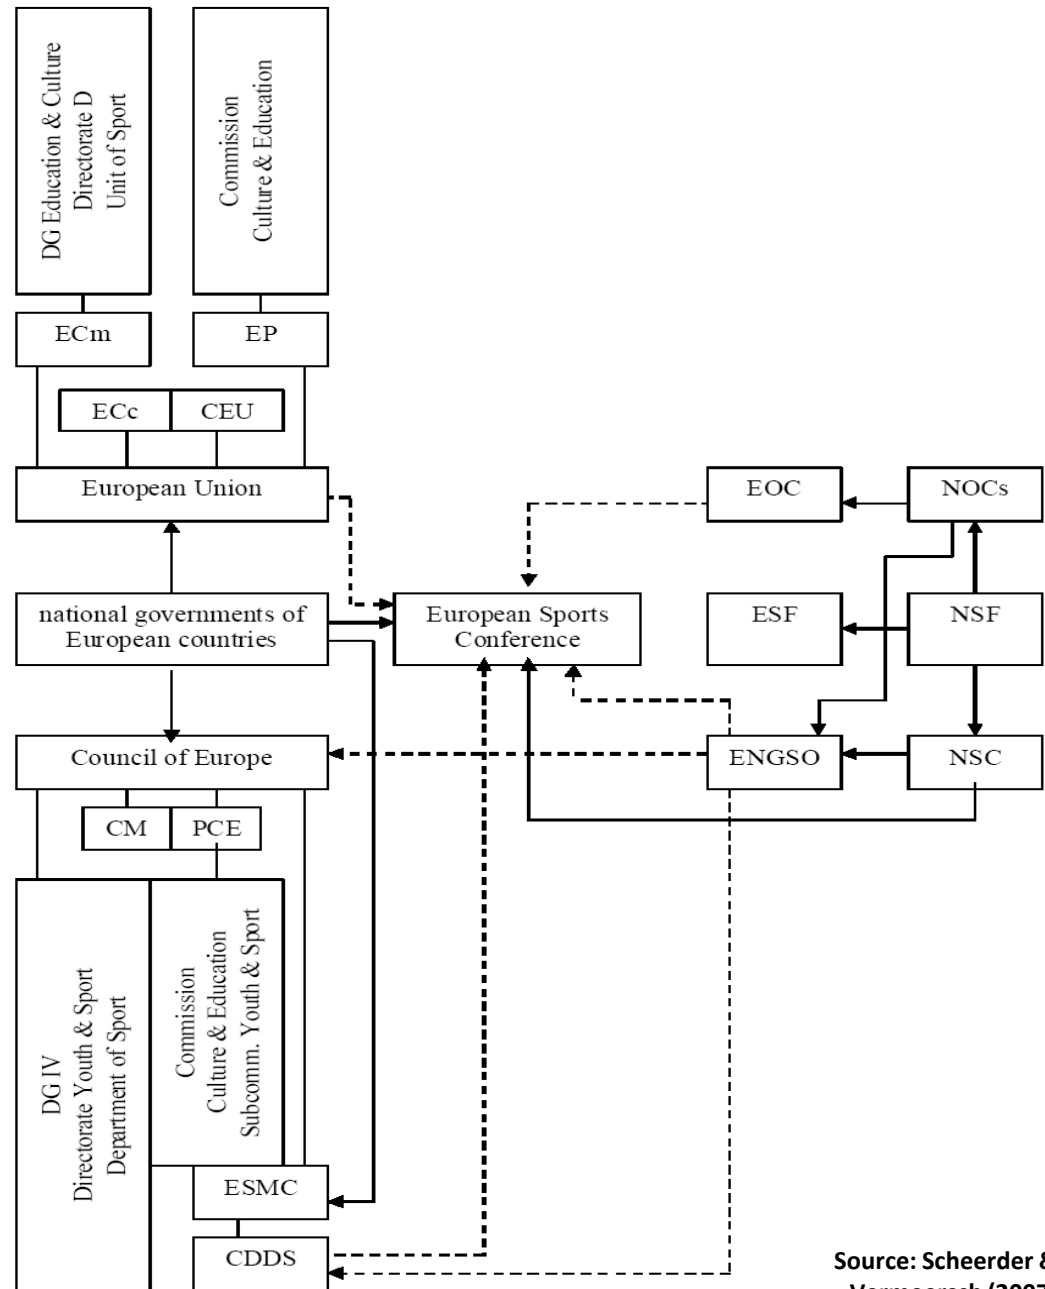 DG Education & Culture
Directorate D
Unit of Sport
Commission
Culture & Education
ECm
EP
ECc
CEU
European Union
EOC
NOCs
national governments of
European countries
European Sports
Conference
ESF
NSF
Council of Europe
ENGSO
NSC
CM
PCE
DG IV
Directorate Youth & Sport
Department of Sport
Commission
Culture & Education
Subcomm. Youth & Sport
ESMC
CDDS
Source: Scheerder &